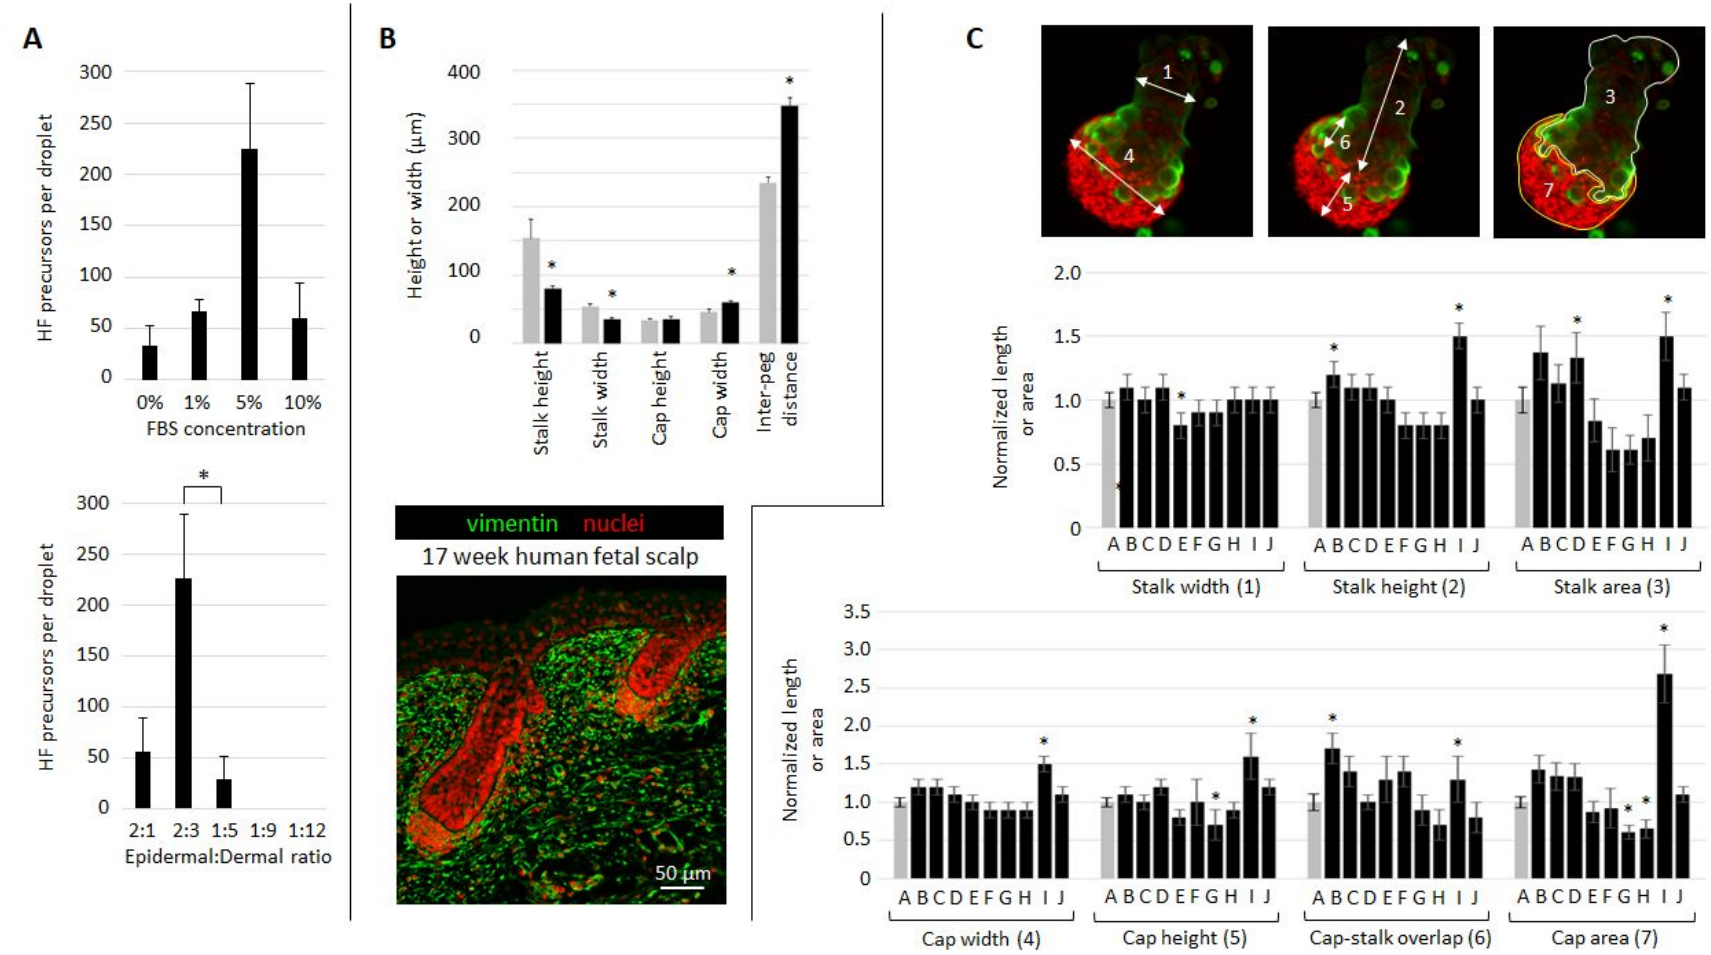 A
300
250
200
150
100
50
0
HF precursors per droplet
0% 1% 5% 10%
FBS concentration
*
300
250
200
150
100
50
0
HF precursors per droplet
2:1 2:3 1:5 1:9 1:12
Epidermal:Dermal ratio
B
400
300
200
100
0
Height or width (µm)
* * * *
Stalk height
Stalk width
Cap height
Cap width
Inter-peg
distance
vimentin nuclei
17 week human fetal scalp
50 µm
C
1
4
2
6
5
3
7
2.0
1.5
1.0
0.5
0
Normalized length
or area
* * * * * *
A B C D E F G H I J
A B C D E F G H I J
A B C D E F G H I J
Stalk width (1)
Stalk height (2)
Stalk area (3)
3.5
3.0
2.5
2.0
1.5
1.0
0.5
0
Normalized length
or area
* * * * * * * *
A B C D E F G H I J
A B C D E F G H I J
A B C D E F G H I J
A B C D E F G H I J
Cap width (4)
Cap height (5)
Cap-stalk overlap (6)
Cap area (7)